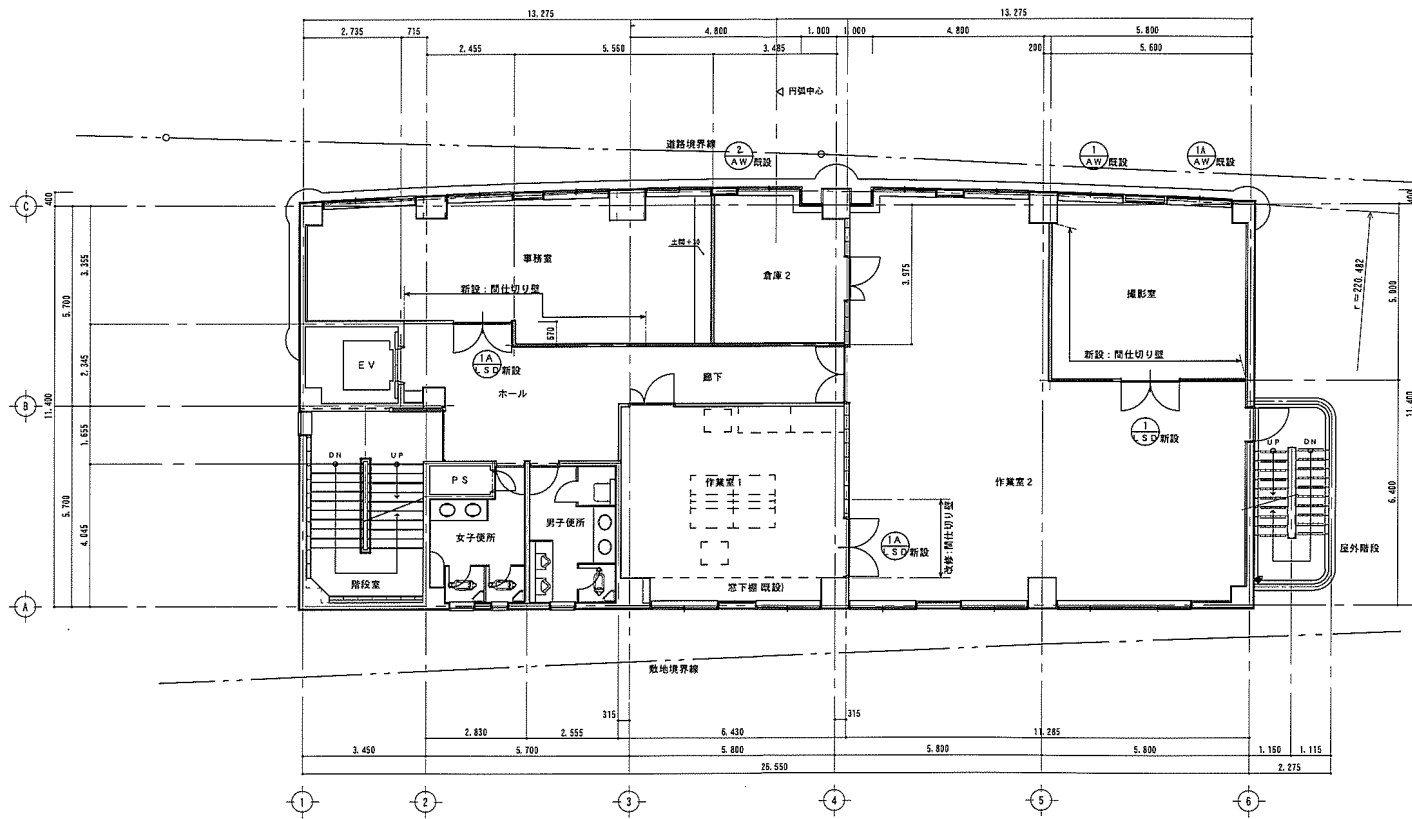 13.275 13.275
2.735 715 4.800 1.000 1.000 4.800 5.800
2.455 5.560 3.485 200 5.600
円弧中心
道路境界線
2 AW 既設
1 AW 既設
1A AW 既設
C
400
400
3.355
5.700
2.345
11.400
B
1.655
5.700
4.045
A
事務室
新設：間仕切り壁
670
倉庫2
3.975
撮影室
新設：間仕切り壁
r=220.482
5.000
11.400
6.400
EV
1A LSD 新設
ホール
廊下
1 LSD 新設
DN UP
PS
作業室1
作業室2
UP DN
男子便所
女子便所
1A LSD 新設
改修：間仕切り壁
屋外階段
階段室
窓下棚(既設)
敷地境界線
315 315
2.830 2.555 6.430 11.285
3.450 5.700 5.800 5.800 5.800 1.160 1.115
26.550 2.275
1 2 3 4 5 6